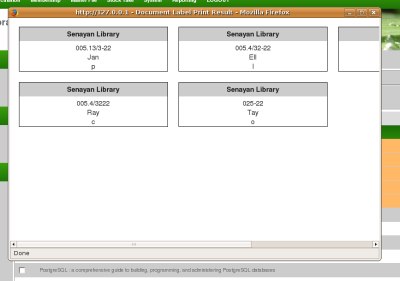 http://127.0.0.1 - Document Label Print Result - Mozilla Firefox
Senayan Library
005.13/3-22
Jan
p
Senayan Library
005.4/32-22
Ell
l
Senayan Library
005.4/3222
Ray
c
Senayan Library
025-22
Tay
o
Done
PostgreSQL : a comprehensive guide to building, programming, and administering PostgreSQL databases